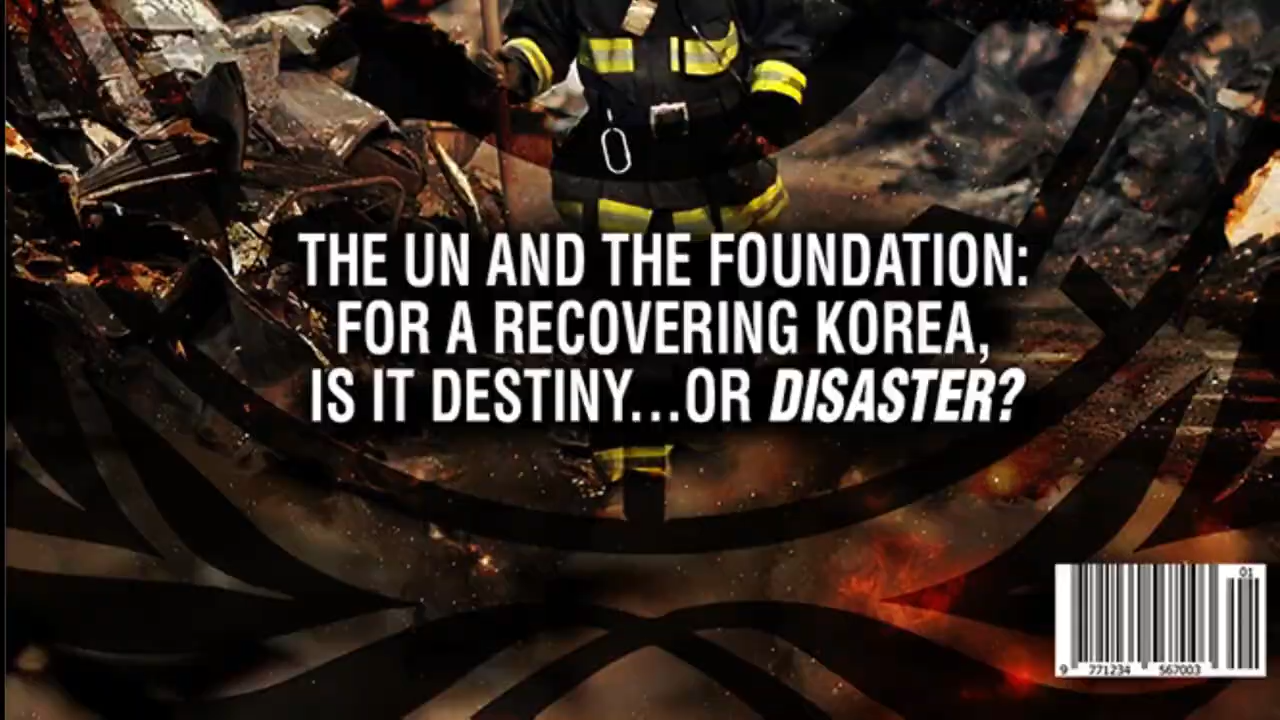 THE UN AND THE FOUNDATION:
FOR A RECOVERING KOREA,
IS IT DESTINY...OR DISASTER?
01
9 771234 567003